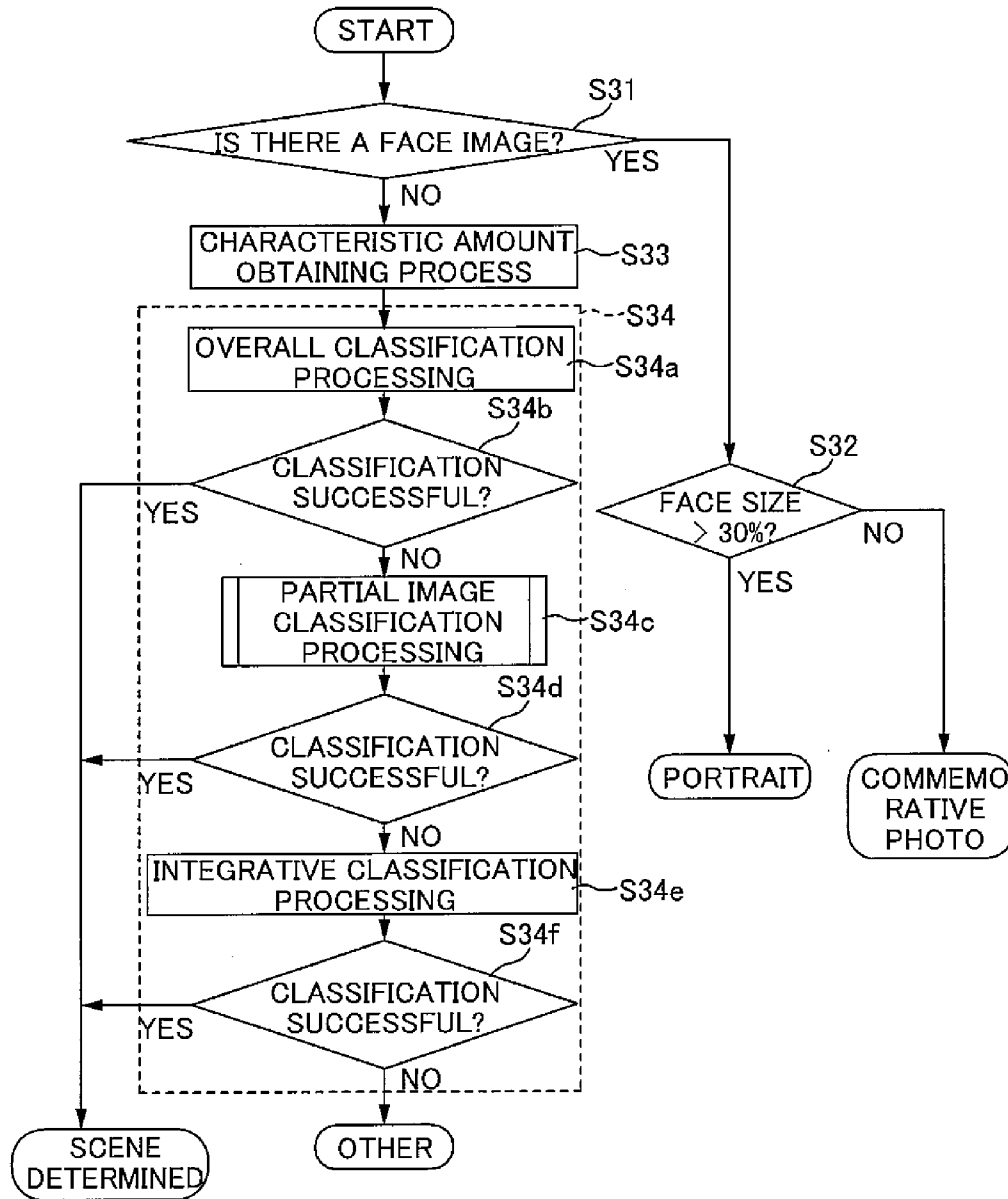 START
S31
IS THERE A FACE IMAGE?
YES
NO
CHARACTERISTIC AMOUNT
OBTAINING PROCESS
S33
S34
OVERALL CLASSIFICATION
PROCESSING
S34a
S34b
CLASSIFICATION
SUCCESSFUL?
YES
NO
S32
FACE SIZE
> 30%?
NO
YES
PARTIAL IMAGE
CLASSIFICATION
PROCESSING
S34c
S34d
CLASSIFICATION
SUCCESSFUL?
YES
NO
PORTRAIT
COMMEMO
RATIVE
PHOTO
INTEGRATIVE CLASSIFICATION
PROCESSING
S34e
S34f
CLASSIFICATION
SUCCESSFUL?
YES
NO
SCENE
DETERMINED
OTHER